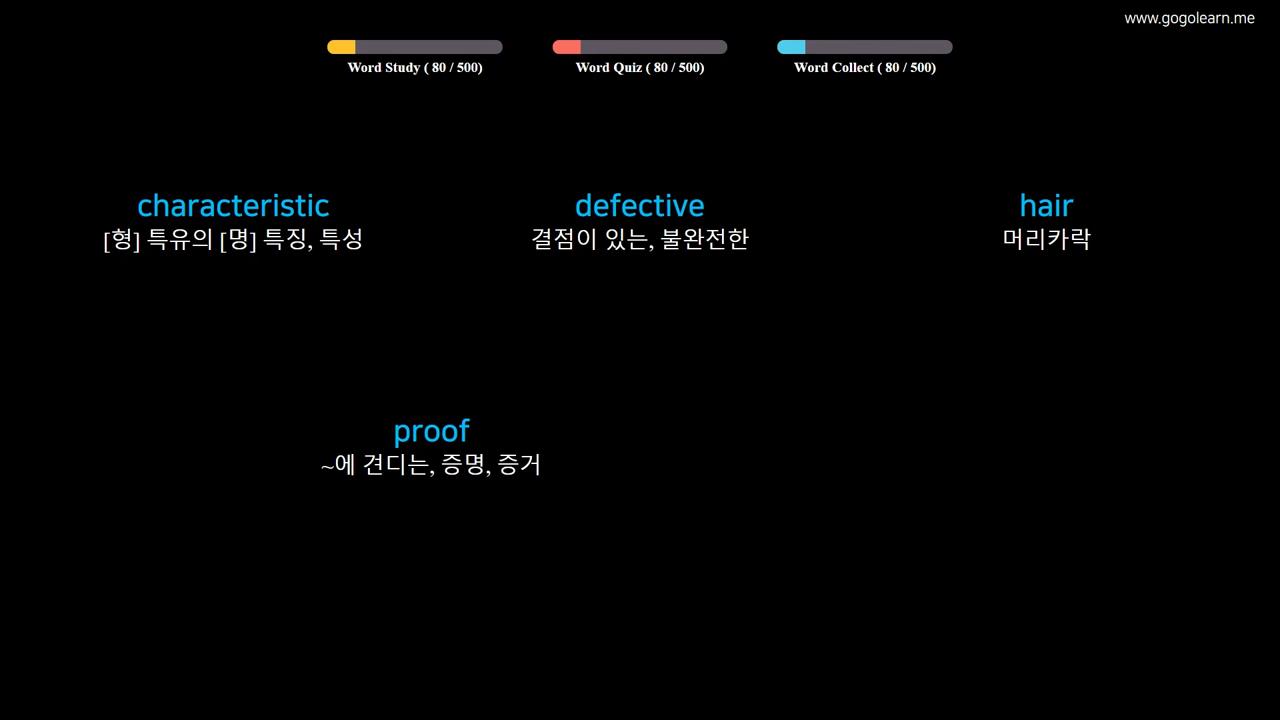 www.gogolearn.me
Word Study ( 80 / 500)
Word Quiz ( 80 / 500)
Word Collect ( 80 / 500)
characteristic
[형] 특유의 [명] 특징, 특성
defective
결점이 있는, 불완전한
hair
머리카락
proof
~에 견디는, 증명, 증거